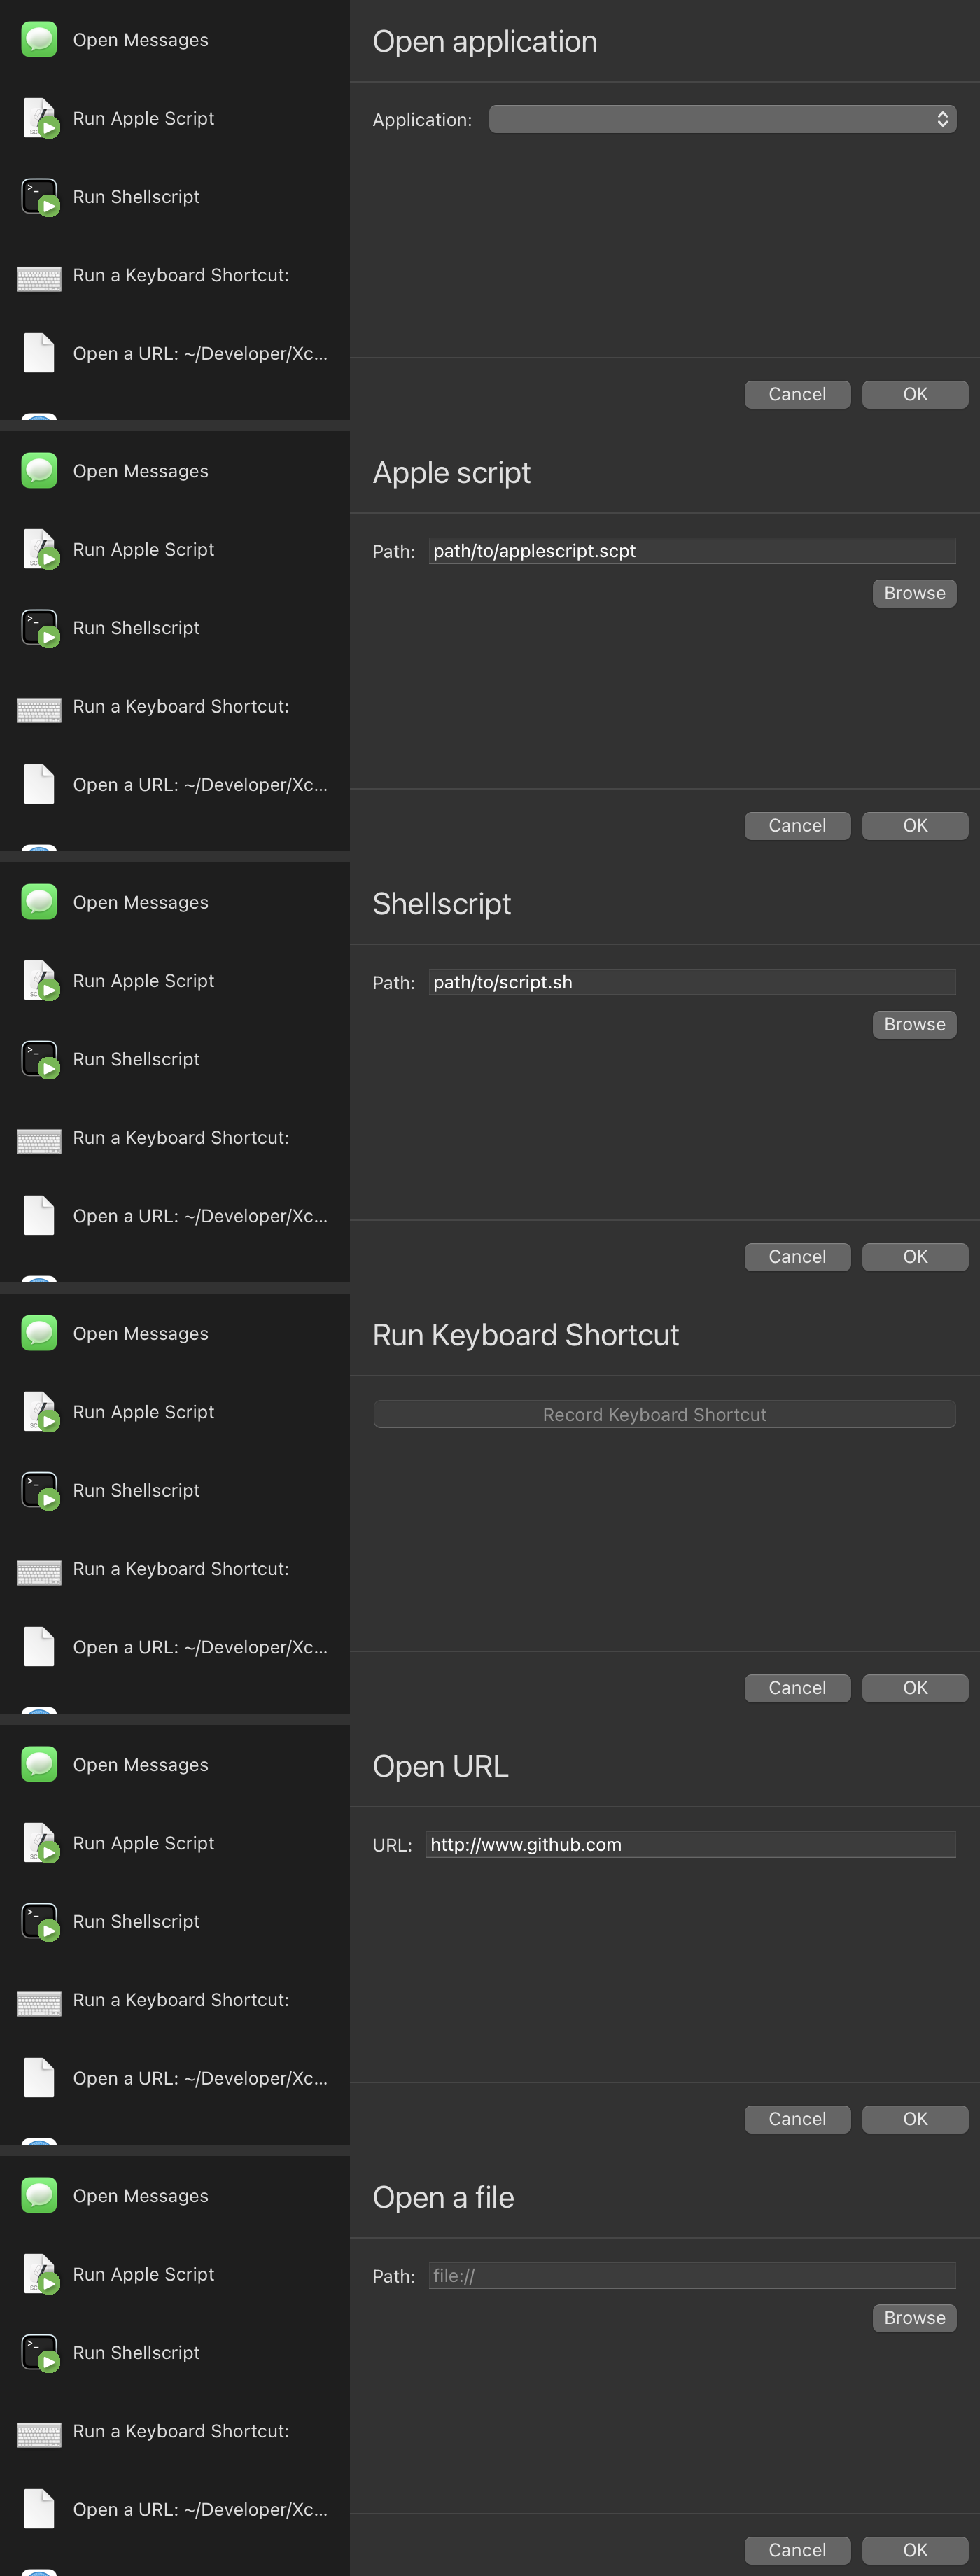 Open Messages
Run Apple Script
Run Shellscript
Run a Keyboard Shortcut:
Open a URL: ~/Developer/Xc...
Open application
Application:
Cancel
OK
Open Messages
Run Apple Script
Run Shellscript
Run a Keyboard Shortcut:
Open a URL: ~/Developer/Xc...
Apple script
Path: path/to/applescript.scpt
Browse
Cancel
OK
Open Messages
Run Apple Script
Run Shellscript
Run a Keyboard Shortcut:
Open a URL: ~/Developer/Xc...
Shellscript
Path: path/to/script.sh
Browse
Cancel
OK
Open Messages
Run Apple Script
Run Shellscript
Run a Keyboard Shortcut:
Open a URL: ~/Developer/Xc...
Run Keyboard Shortcut
Record Keyboard Shortcut
Cancel
OK
Open Messages
Run Apple Script
Run Shellscript
Run a Keyboard Shortcut:
Open a URL: ~/Developer/Xc...
Open URL
URL: http://www.github.com
Cancel
OK
Open Messages
Run Apple Script
Run Shellscript
Run a Keyboard Shortcut:
Open a URL: ~/Developer/Xc...
Open a file
Path: file://
Browse
Cancel
OK